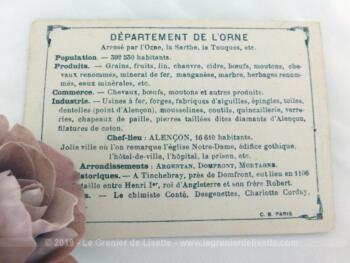 DÉPARTEMENT DE L'ORNE
Arrosé par l'Orne, la Sarthe, la Touques, etc.
Population. — 392 530 habitants.
Produits. — Grains, fruits, lin, chanvre, cidre, bœufs, moutons, che-
vaux renommés, minerai de fer, manganèse, marbre, herbages renom-
més, eaux minérales, etc.
Commerce. — Chevaux, bœufs, moutons et autres produits.
Industrie. — Usines à fer, forges, fabriques d'aiguilles, épingles, toiles,
dentelles (point d'Alençon), mousselines, coutils, quincaillerie, verre-
ries, chapeaux de paille, pierres taillées dites diamants d'Alençon,
filatures de coton.
Chef-lieu : ALENÇON, 16 610 habitants.
Jolie ville où l'on remarque l'église Notre-Dame, édifice gothique,
l'hôtel-de-ville, l'hôpital, la prison, etc.
Arrondissements : ARGENTAN, DOMFRONT, MORTAGNE.
istoriques. — A Tinchebray, près de Domfront, eut lieu en 1106
taille entre Henri Ier, roi d'Angleterre et son frère Robert.
s. — Le chimiste Conté, Desgenettes, Charlotte Corday.
C. B. PARIS
© 2019 - Le Grenier de Lisette - www.legrenierdelisette.com